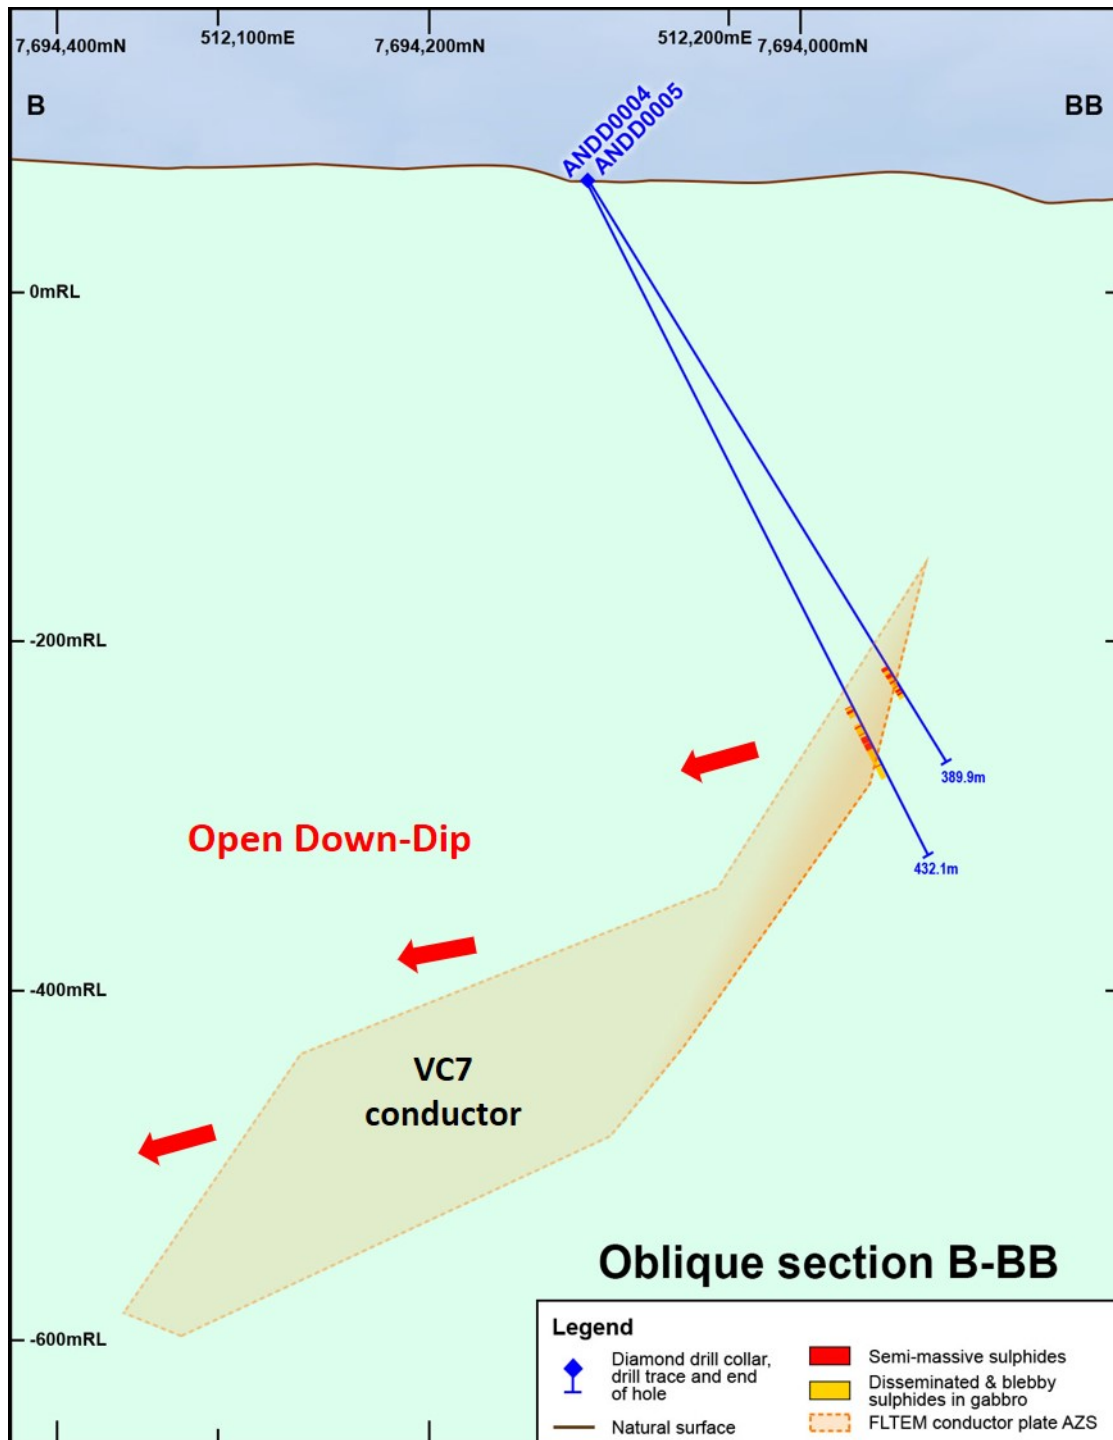 7,694,400mN
512,100mE
7,694,200mN
512,200mE
7,694,000mN
B
BB
ANDD0004
ANDD0005
0mRL
-200mRL
389.9m
Open Down-Dip
432.1m
-400mRL
VC7
conductor
Oblique section B-BB
-600mRL
Legend
Diamond drill collar,
drill trace and end
of hole
Natural surface
Semi-massive sulphides
Disseminated & blebby
sulphides in gabbro
FLTEM conductor plate AZS